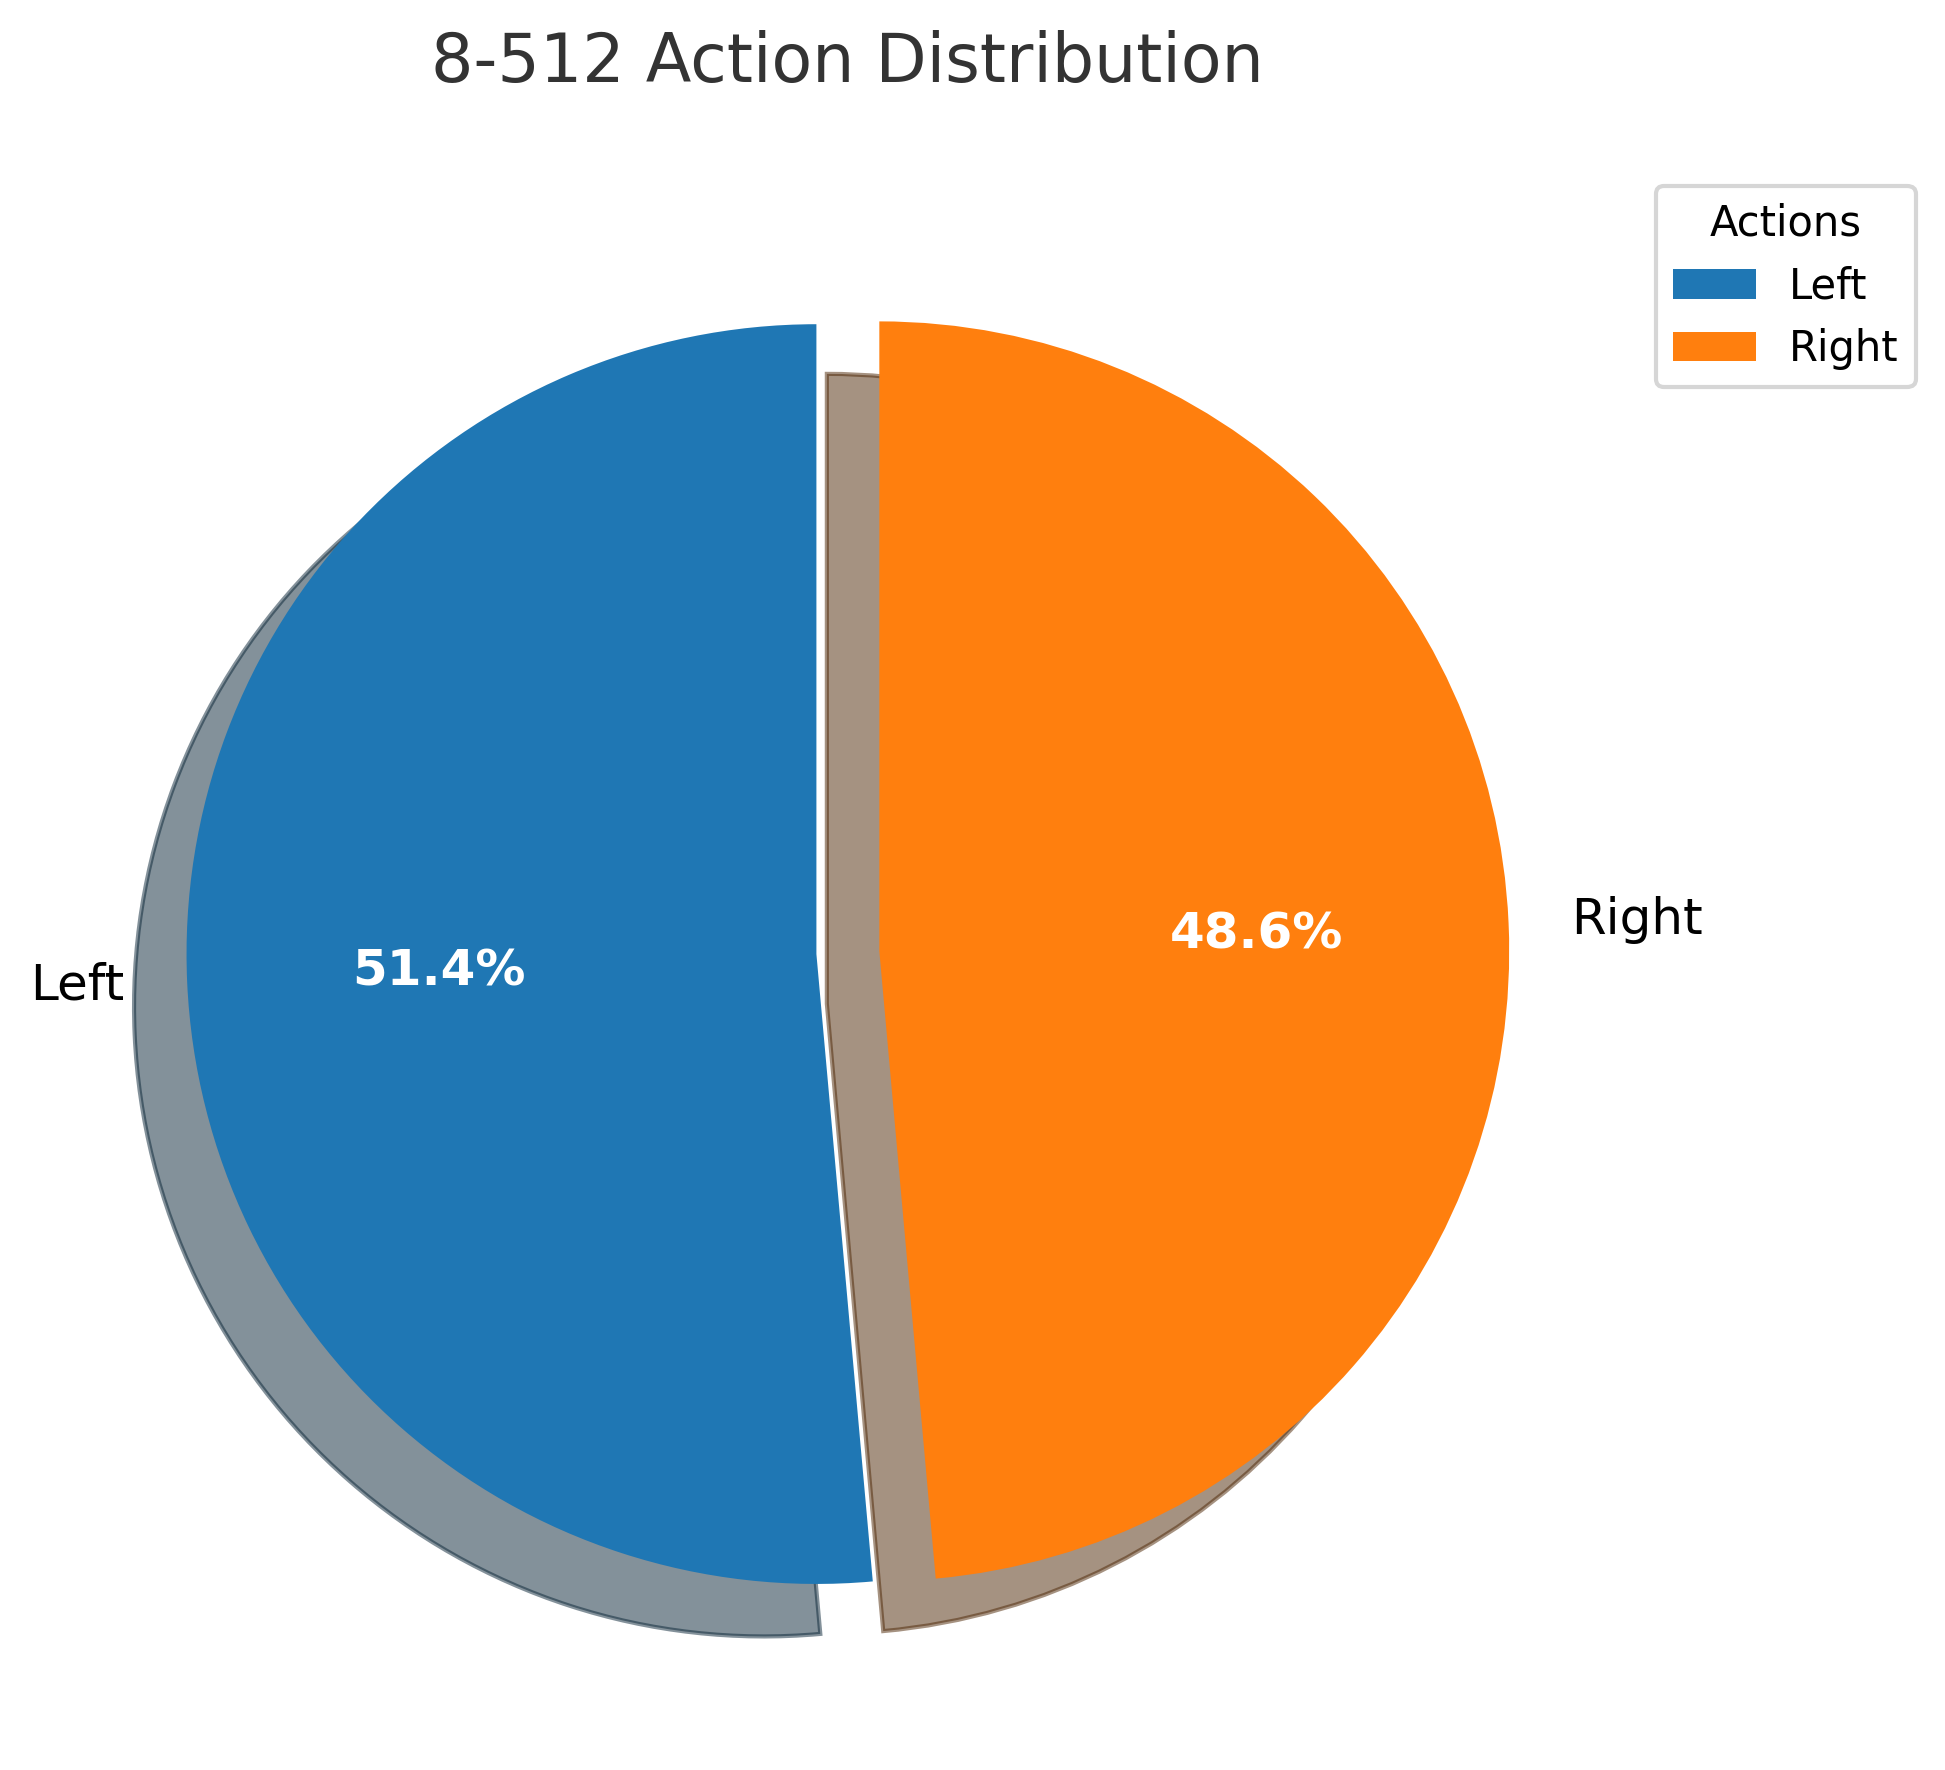 8-512 Action Distribution
Actions
Left
Right
Left
51.4%
48.6%
Right